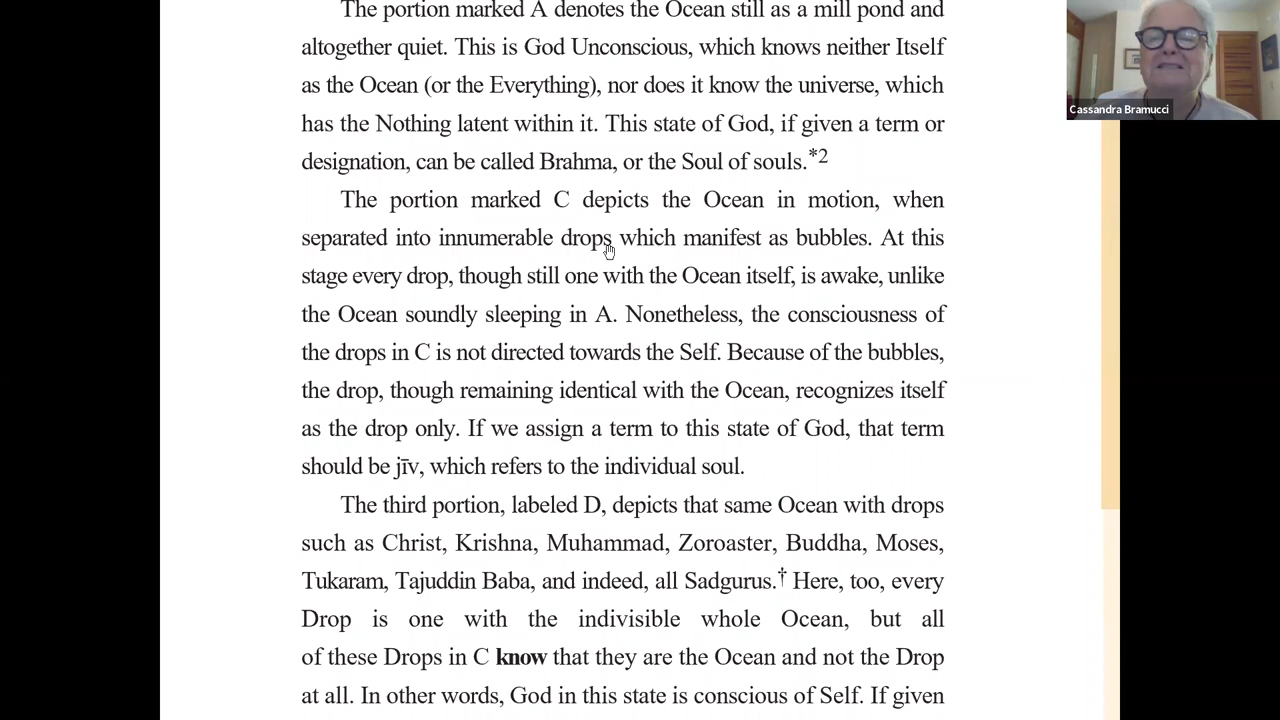 The portion marked A denotes the Ocean still as a mill pond and
altogether quiet. This is God Unconscious, which knows neither Itself
as the Ocean (or the Everything), nor does it know the universe, which
has the Nothing latent within it. This state of God, if given a term or
designation, can be called Brahma, or the Soul of souls.*2
The portion marked C depicts the Ocean in motion, when
separated into innumerable drops which manifest as bubbles. At this
stage every drop, though still one with the Ocean itself, is awake, unlike
the Ocean soundly sleeping in A. Nonetheless, the consciousness of
the drops in C is not directed towards the Self. Because of the bubbles,
the drop, though remaining identical with the Ocean, recognizes itself
as the drop only. If we assign a term to this state of God, that term
should be jīv, which refers to the individual soul.
The third portion, labeled D, depicts that same Ocean with drops
such as Christ, Krishna, Muhammad, Zoroaster, Buddha, Moses,
Tukaram, Tajuddin Baba, and indeed, all Sadgurus.† Here, too, every
Drop is one with the indivisible whole Ocean, but all
of these Drops in C know that they are the Ocean and not the Drop
at all. In other words, God in this state is conscious of Self. If given
Cassandra Bramucci